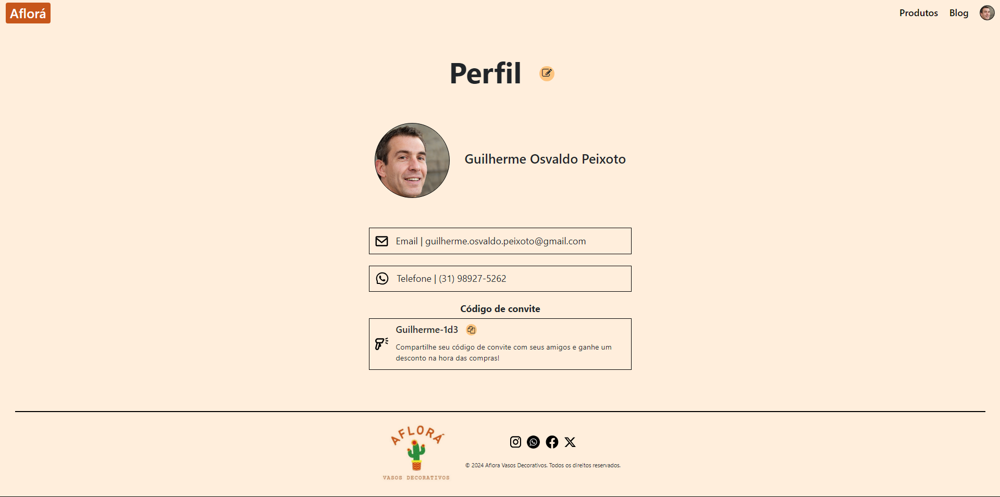 Aflorá
Produtos
Blog
Perfil
Guilherme Osvaldo Peixoto
Email | guilherme.osvaldo.peixoto@gmail.com
Telefone | (31) 98927-5262
Código de convite
Guilherme-1d3
Compartilhe seu código de convite com seus amigos e ganhe um
desconto na hora das compras!
AFLORÁ
VASOS DECORATIVOS
© 2024 Aflora Vasos Decorativos. Todos os direitos reservados.